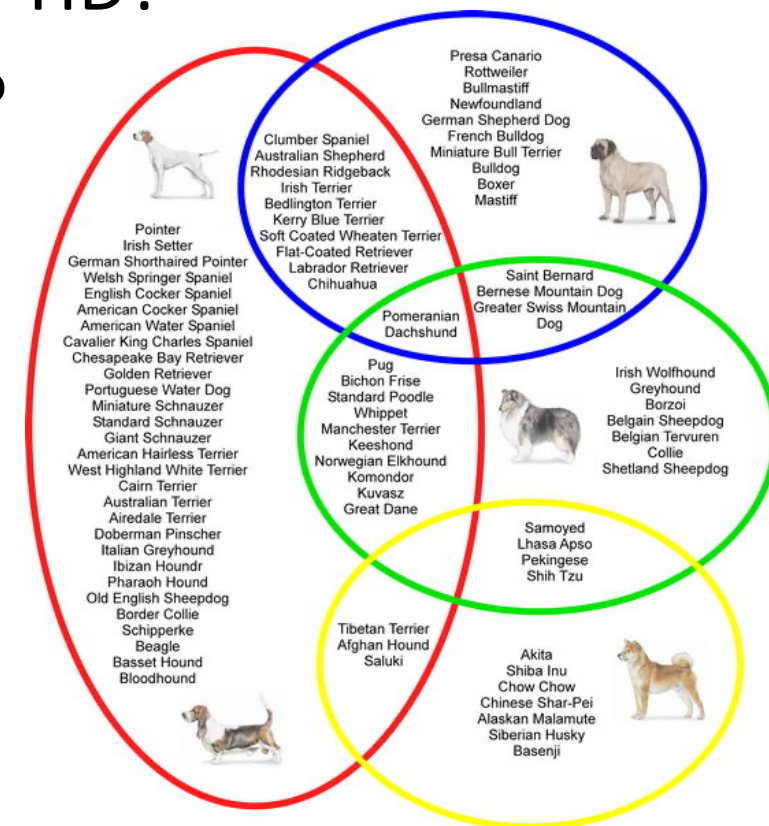 HD?
Presa Canario
Rottweiler
Bullmastiff
Newfoundland
German Shepherd Dog
French Bulldog
Miniature Bull Terrier
Bulldog
Boxer
Mastiff
Clumber Spaniel
Australian Shepherd
Rhodesian Ridgeback
Irish Terrier
Bedlington Terrier
Kerry Blue Terrier
Soft Coated Wheaten Terrier
Flat-Coated Retriever
Labrador Retriever
Chihuahua
Pointer
Irish Setter
German Shorthaired Pointer
Welsh Springer Spaniel
English Cocker Spaniel
American Cocker Spaniel
American Water Spaniel
Cavalier King Charles Spaniel
Chesapeake Bay Retriever
Golden Retriever
Portuguese Water Dog
Miniature Schnauzer
Standard Schnauzer
Giant Schnauzer
American Hairless Terrier
West Highland White Terrier
Cairn Terrier
Australian Terrier
Airedale Terrier
Doberman Pinscher
Italian Greyhound
Ibizan Houndr
Pharaoh Hound
Old English Sheepdog
Border Collie
Schipperke
Beagle
Basset Hound
Bloodhound
Pomeranian
Dachshund
Saint Bernard
Bernese Mountain Dog
Greater Swiss Mountain
Dog
Pug
Bichon Frise
Standard Poodle
Whippet
Manchester Terrier
Keeshond
Norwegian Elkhound
Komondor
Kuvasz
Great Dane
Irish Wolfhound
Greyhound
Borzoi
Belgain Sheepdog
Belgian Tervuren
Collie
Shetland Sheepdog
Samoyed
Lhasa Apso
Pekingese
Shih Tzu
Tibetan Terrier
Afghan Hound
Saluki
Akita
Shiba Inu
Chow Chow
Chinese Shar-Pei
Alaskan Malamute
Siberian Husky
Basenji